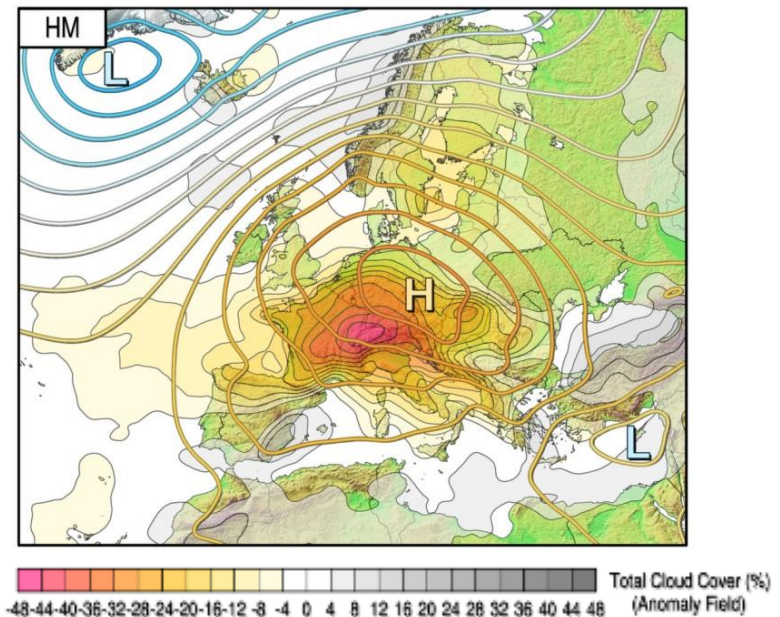 HM
L
H
L
Total Cloud Cover (%)
-48-44-40-36-32-28-24-20-16-12 -8 -4 0 4 8 12 16 20 24 28 32 36 40 44 48
(Anomaly Field)